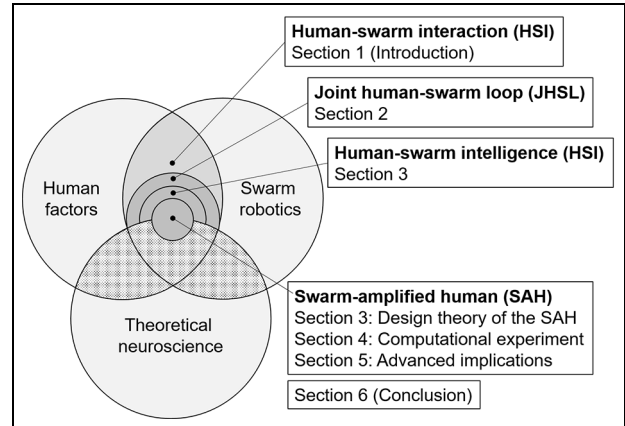 Human-swarm interaction (HSI)
Section 1 (Introduction)
Joint human-swarm loop (JHSL)
Section 2
Human-swarm intelligence (HSI)
Section 3
Human
factors
Swarm
robotics
Theoretical
neuroscience
Swarm-amplified human (SAH)
Section 3: Design theory of the SAH
Section 4: Computational experiment
Section 5: Advanced implications
Section 6 (Conclusion)